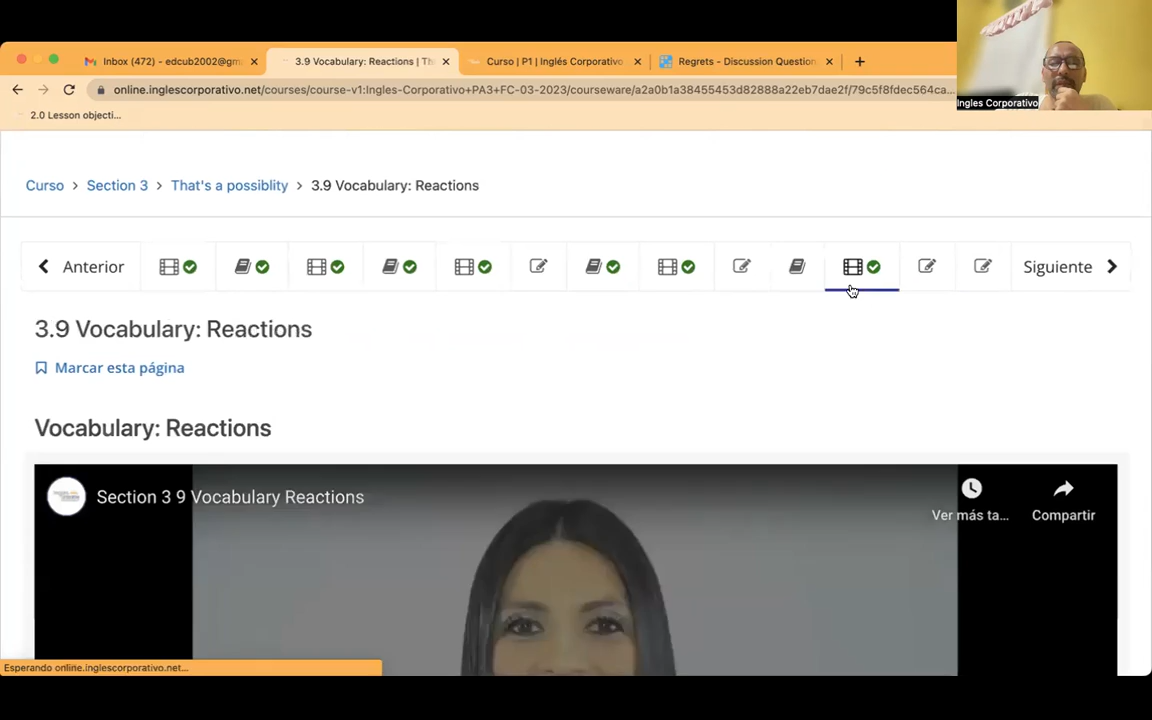 Inbox (472) - edcub2002@gm
3.9 Vocabulary: Reactions | Th
Curso | P1 | Inglés Corporativo
Regrets - Discussion Question
online.inglescorporativo.net/courses/course-v1:Ingles-Corporativo+PA3+FC-03-2023/courseware/a2a0b1a38455453d82888a22eb7dae2f/79c5f8fdec564ca...
Ingles Corporativo
2.0 Lesson objecti...
Curso > Section 3 > That's a possiblity > 3.9 Vocabulary: Reactions
Anterior
Siguiente
3.9 Vocabulary: Reactions
Marcar esta página
Vocabulary: Reactions
Section 3 9 Vocabulary Reactions
Ver más ta...
Compartir
Esperando online.inglescorporativo.net...